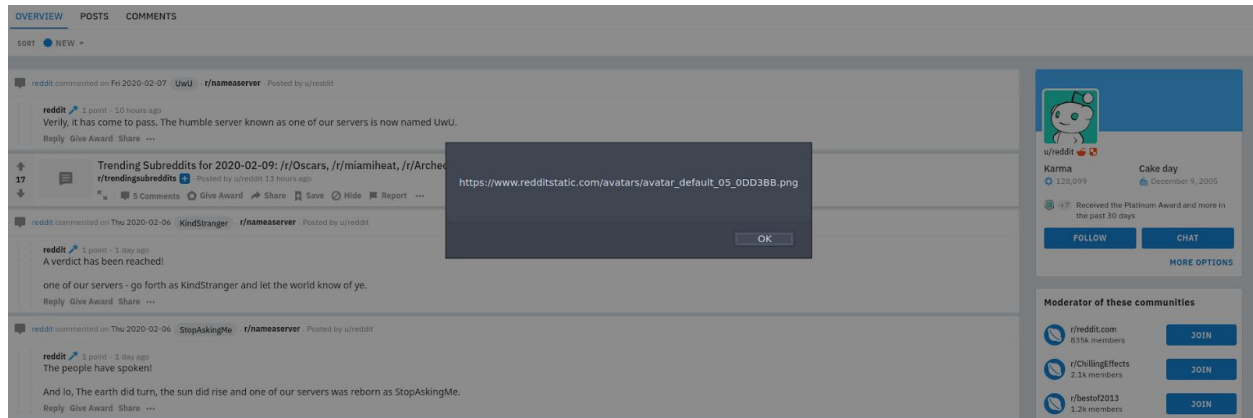 OVERVIEW POSTS COMMENTS
SORT NEW
reddit commented on Fri 2020-02-07 UwU r/nameaserver . Posted by u/reddit
reddit 1 point · 10 hours ago
Verily, it has come to pass. The humble server known as one of our servers is now named UwU.
Reply Give Award Share ···
17
Trending Subreddits for 2020-02-09: /r/Oscars, /r/miamiheat, /r/Arche
r/trendingsubreddits Posted by u/reddit 13 hours ago
5 Comments Give Award Share Save Hide Report ···
reddit commented on Thu 2020-02-06 KindStranger r/nameaserver . Posted by u/reddit
reddit 1 point · 1 day ago
A verdict has been reached!
one of our servers - go forth as KindStranger and let the world know of ye.
Reply Give Award Share ···
reddit commented on Thu 2020-02-06 StopAskingMe r/nameaserver . Posted by u/reddit
reddit 1 point · 1 day ago
The people have spoken!
And lo, The earth did turn, the sun did rise and one of our servers was reborn as StopAskingMe.
Reply Give Award Share ···
https://www.redditstatic.com/avatars/avatar_default_05_0DD3BB.png
OK
u/reddit
Karma Cake day
128,099 December 9, 2005
+7 Received the Platinum Award and more in
the past 30 days
FOLLOW CHAT
MORE OPTIONS
Moderator of these communities
r/reddit.com
835k members
JOIN
r/ChillingEffects
2.1k members
JOIN
r/bestof2013
1.2k members
JOIN